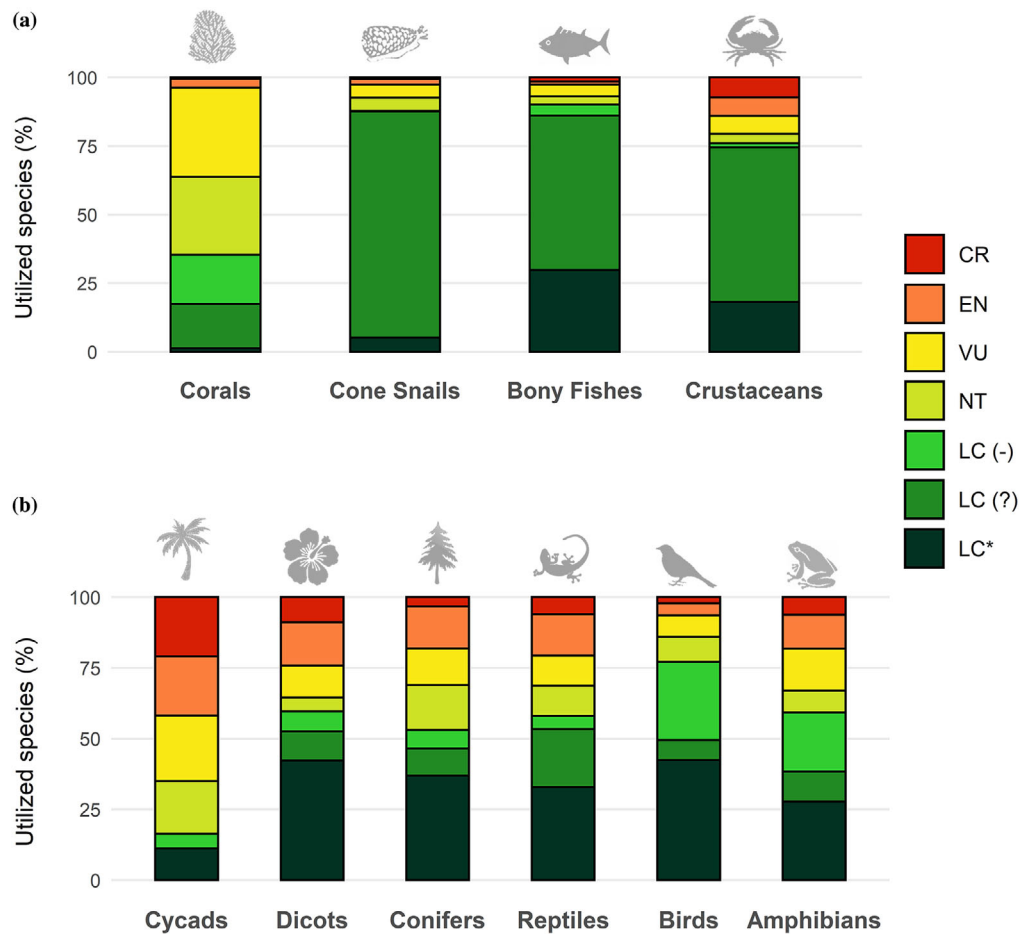 (a)
Utilized species (%)
100
75
50
25
0
Corals
Cone Snails
Bony Fishes
Crustaceans
CR
EN
VU
NT
LC (-)
LC (?)
LC*
(b)
Utilized species (%)
100
75
50
25
0
Cycads
Dicots
Conifers
Reptiles
Birds
Amphibians